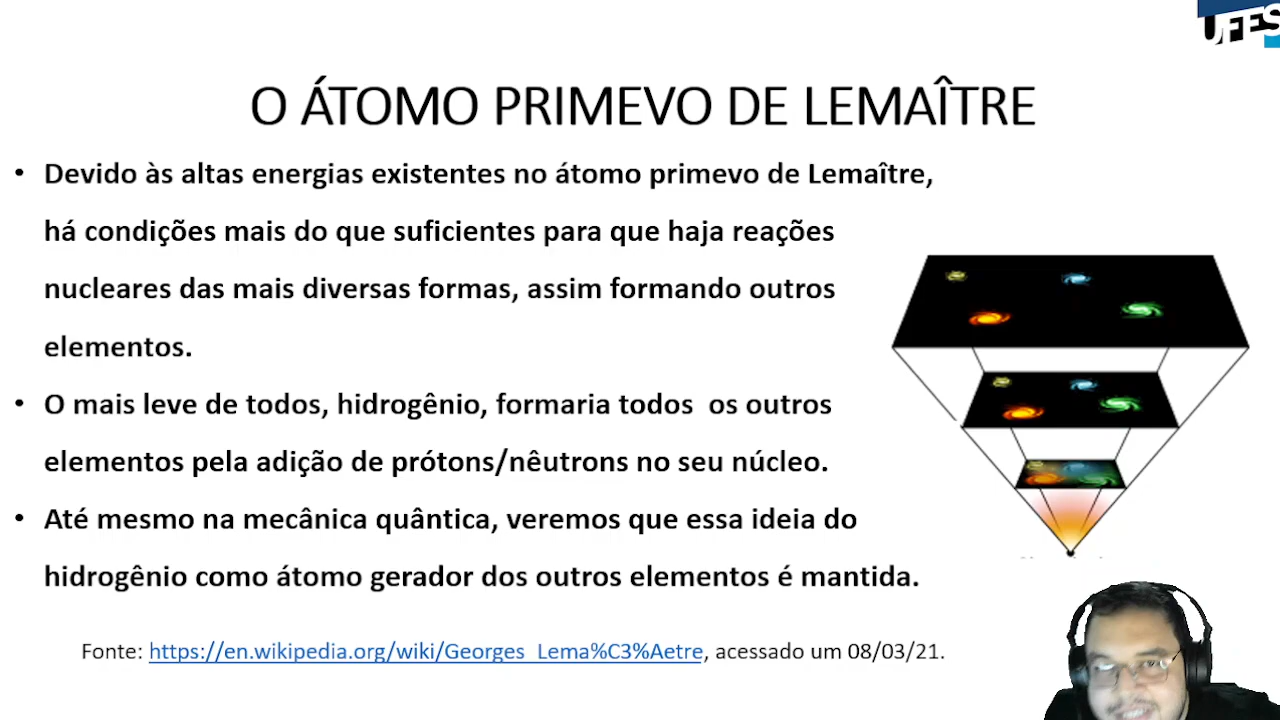 UFES
O ÁTOMO PRIMEVO DE LEMAÎTRE
• Devido às altas energias existentes no átomo primevo de Lemaître,
há condições mais do que suficientes para que haja reações
nucleares das mais diversas formas, assim formando outros
elementos.
• O mais leve de todos, hidrogênio, formaria todos  os outros
elementos pela adição de prótons/nêutrons no seu núcleo.
• Até mesmo na mecânica quântica, veremos que essa ideia do
hidrogênio como átomo gerador dos outros elementos é mantida.
Fonte: https://en.wikipedia.org/wiki/Georges_Lema%C3%Aetre, acessado um 08/03/21.